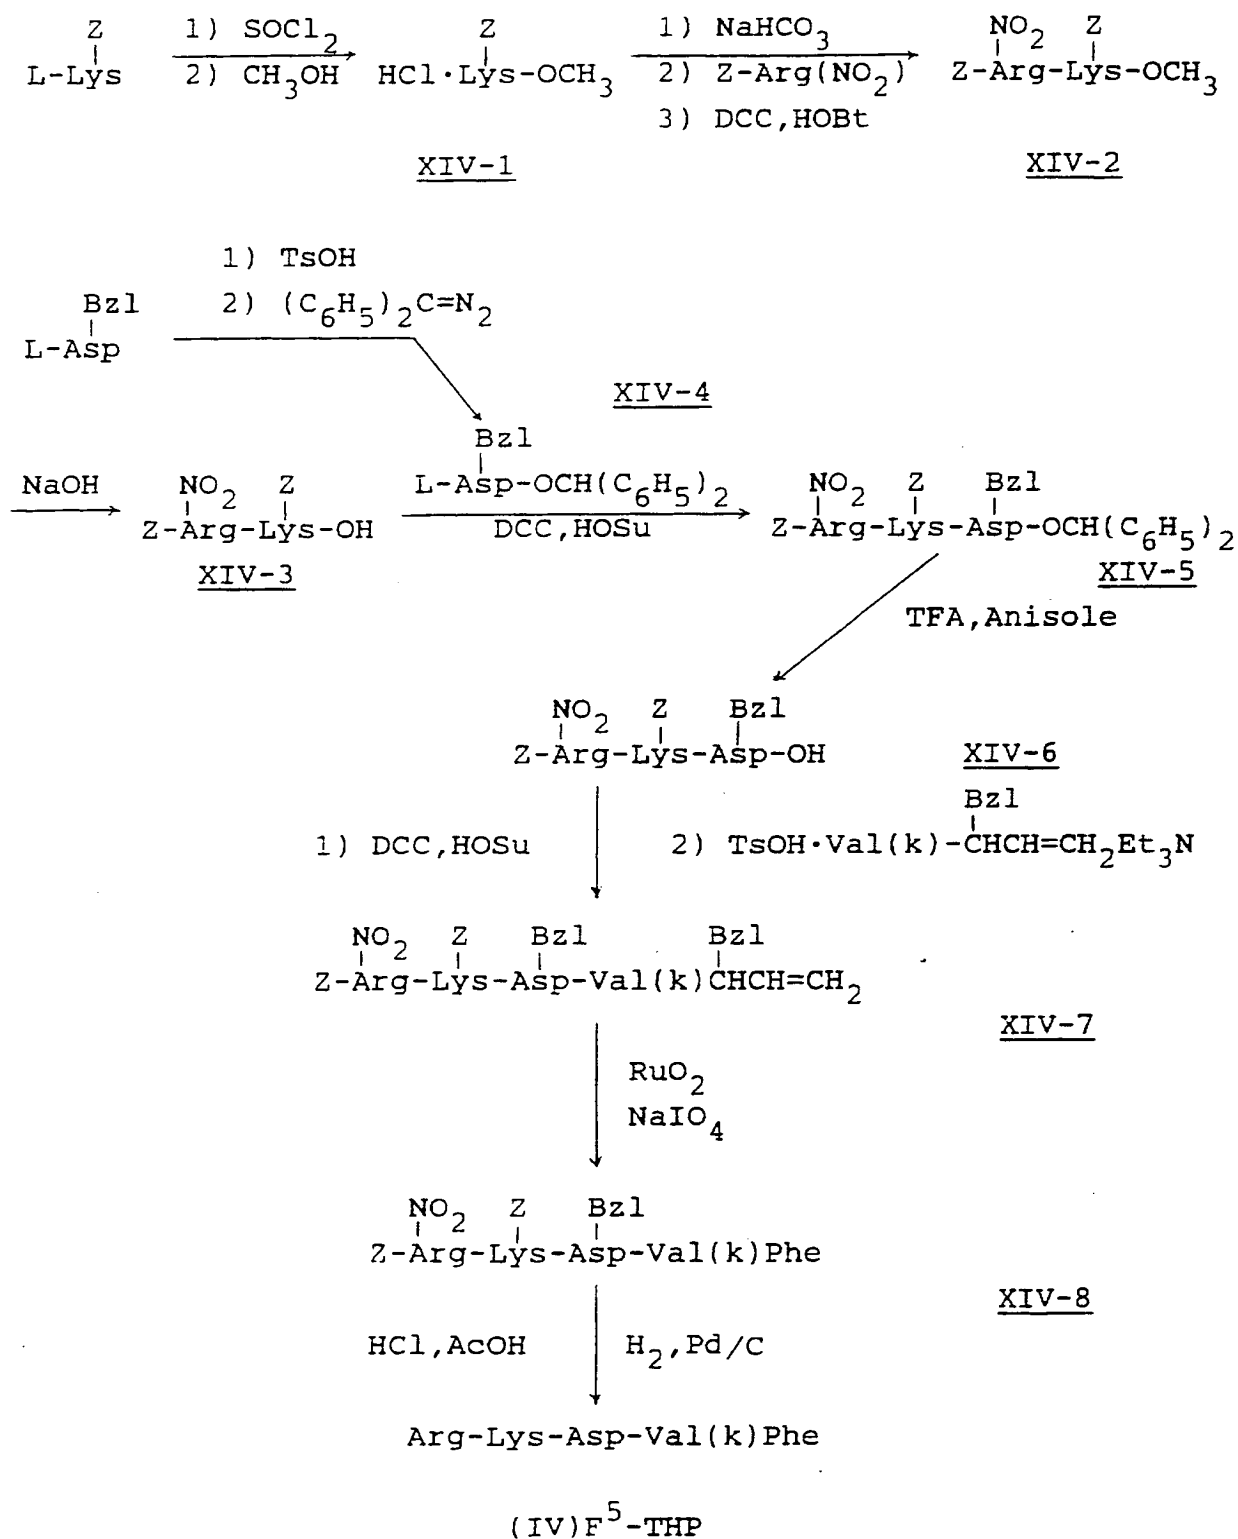 Z 1) SOCl2 Z 1) NaHCO3 NO2 Z
L-Lys 2) CH3OH HCl·Lys-OCH3 2) Z-Arg(NO2) Z-Arg-Lys-OCH3
3) DCC,HOBt
XIV-1 XIV-2
1) TsOH
Bzl 2) (C6H5)2C=N2
L-Asp
XIV-4
Bzl
NaOH NO2 Z L-Asp-OCH(C6H5)2 NO2 Z Bzl
Z-Arg-Lys-OH DCC,HOSu Z-Arg-Lys-Asp-OCH(C6H5)2
XIV-3 XIV-5
TFA,Anisole
NO2 Z Bzl
Z-Arg-Lys-Asp-OH XIV-6
Bzl
1) DCC,HOSu 2) TsOH·Val(k)-CHCH=CH2Et3N
NO2 Z Bzl Bzl
Z-Arg-Lys-Asp-Val(k)CHCH=CH2
XIV-7
RuO2
NaIO4
NO2 Z Bzl
Z-Arg-Lys-Asp-Val(k)Phe
XIV-8
HCl,AcOH H2,Pd/C
Arg-Lys-Asp-Val(k)Phe
(IV)F5-THP